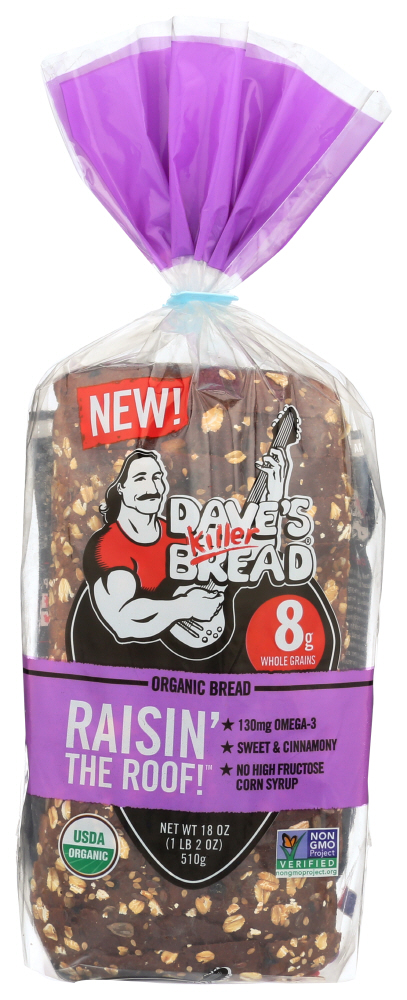 NEW!
DAVE'S
Killer
BREAD®
8g
WHOLE GRAINS
ORGANIC BREAD
RAISIN'
THE ROOF!™
★ 130mg OMEGA-3
★ SWEET & CINNAMONY
★ NO HIGH FRUCTOSE
CORN SYRUP
USDA
ORGANIC
NET WT 18 OZ
(1 LB 2 OZ)
510g
NON
GMO
Project
VERIFIED
nongmoproject.org